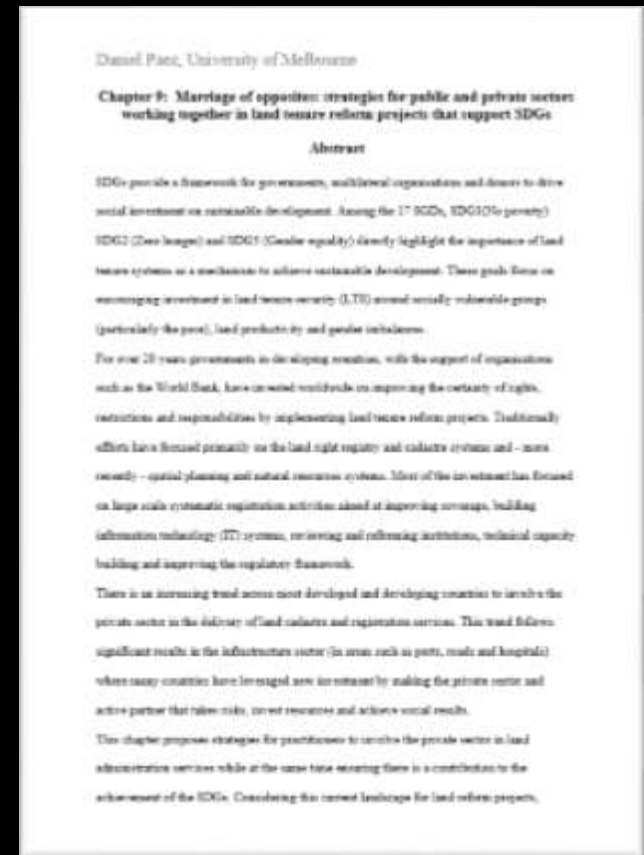 Daniel Paez, University of Melbourne
Chapter 9: Marriage of opposites: strategies for public and private sectors
working together in land tenure reform projects that support SDGs
Abstract
SDGs provide a framework for governments, multilateral organisations and donors to drive
social investment on sustainable development. Among the 17 SGDs, SDG1(No poverty)
SDG2 (Zero hunger) and SDG5 (Gender equality) directly highlight the importance of land
tenure systems as a mechanism to achieve sustainable development. These goals focus on
encouraging investment in land tenure security (LTS) around socially vulnerable groups
(particularly the poor), land productivity and gender imbalances.
For over 20 years governments in developing countries, with the support of organisations
such as the World Bank, have invested worldwide on improving the certainty of rights,
restrictions and responsibilities by implementing land tenure reform projects. Traditionally
efforts have focused primarily on the land right registry and cadastre systems and - more
recently - spatial planning and natural resources systems. Most of the investment has focused
on large scale systematic registration activities aimed at improving coverage, building
information technology (IT) systems, reviewing and reforming institutions, technical capacity
building and improving the regulatory framework.
There is an increasing trend across most developed and developing countries to involve the
private sector in the delivery of land cadastre and registration services. This trend follows
significant results in the infrastructure sector (in areas such as ports, roads and hospitals)
where many countries have leveraged new investment by making the private sector and
active partner that takes risks, invest resources and achieve social results.
This chapter proposes strategies for practitioners to involve the private sector in land
administration services while at the same time ensuring there is a contribution to the
achievement of the SDGs. Considering this current landscape for land reform projects,